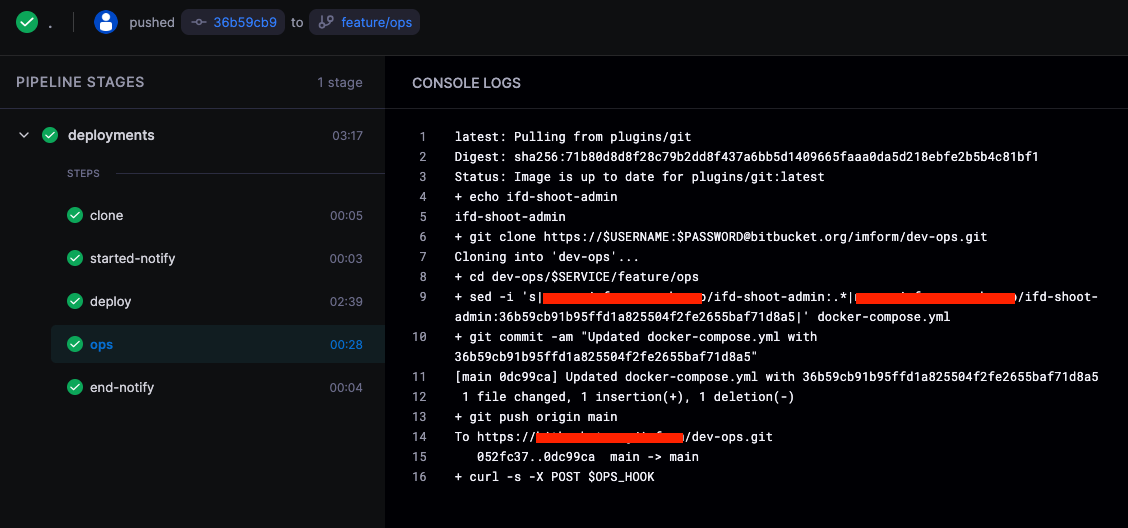 . pushed 36b59cb9 to feature/ops
PIPELINE STAGES 1 stage
deployments 03:17
STEPS
clone 00:05
started-notify 00:03
deploy 02:39
ops 00:28
end-notify 00:04
CONSOLE LOGS
1 latest: Pulling from plugins/git
2 Digest: sha256:71b80d8d8f28c79b2dd8f437a6bb5d1409665faaa0da5d218ebfe2b5b4c81bf1
3 Status: Image is up to date for plugins/git:latest
4 + echo ifd-shoot-admin
5 ifd-shoot-admin
6 + git clone https://$USERNAME:$PASSWORD@bitbucket.org/imform/dev-ops.git
7 Cloning into 'dev-ops'...
8 + cd dev-ops/$SERVICE/feature/ops
9 + sed -i 's| /ifd-shoot-admin:.*| /ifd-shoot-
admin:36b59cb91b95ffd1a825504f2fe2655baf71d8a5|' docker-compose.yml
10 + git commit -am "Updated docker-compose.yml with
36b59cb91b95ffd1a825504f2fe2655baf71d8a5"
11 [main 0dc99ca] Updated docker-compose.yml with 36b59cb91b95ffd1a825504f2fe2655baf71d8a5
12 1 file changed, 1 insertion(+), 1 deletion(-)
13 + git push origin main
14 To https:// /dev-ops.git
15 052fc37..0dc99ca main -> main
16 + curl -s -X POST $OPS_HOOK